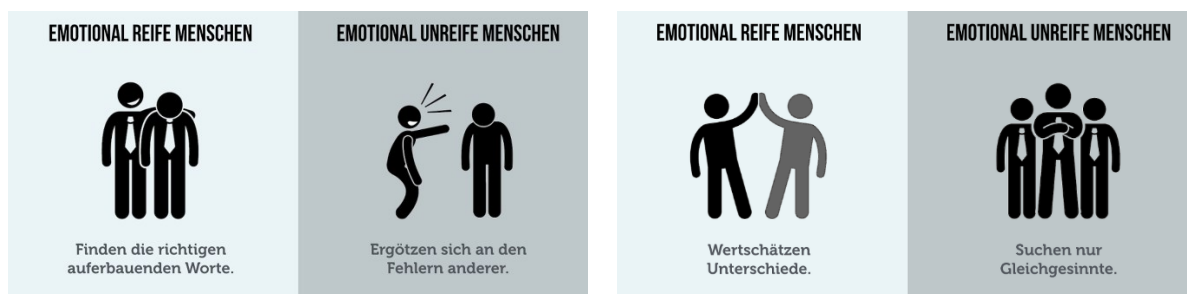 EMOTIONAL REIFE MENSCHEN
Finden die richtigen
auferbauenden Worte.
EMOTIONAL UNREIFE MENSCHEN
Ergötzen sich an den
Fehlern anderer.
EMOTIONAL REIFE MENSCHEN
Wertschätzen
Unterschiede.
EMOTIONAL UNREIFE MENSCHEN
Suchen nur
Gleichgesinnte.